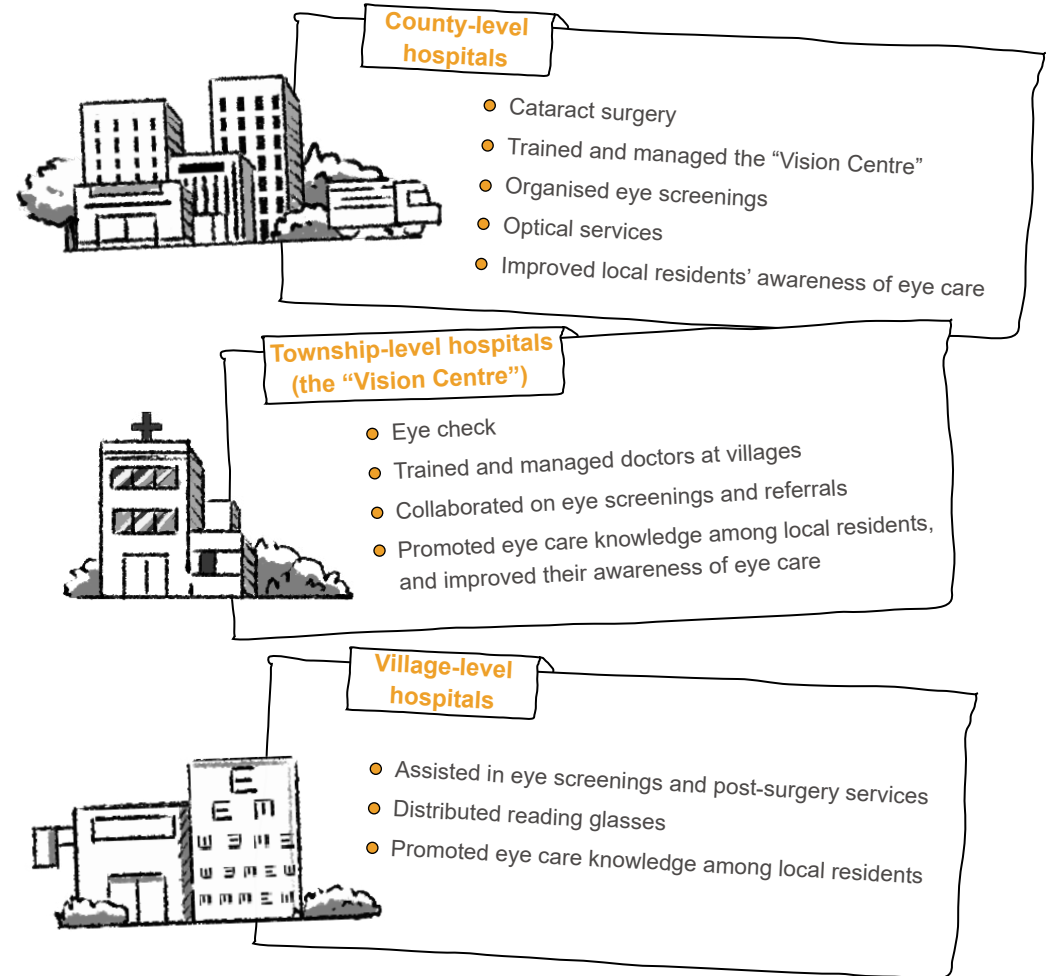 County-level
hospitals
Cataract surgery
Trained and managed the “Vision Centre”
Organised eye screenings
Optical services
Improved local residents’ awareness of eye care
Township-level hospitals
(the “Vision Centre”)
Eye check
Trained and managed doctors at villages
Collaborated on eye screenings and referrals
Promoted eye care knowledge among local residents,
and improved their awareness of eye care
Village-level
hospitals
Assisted in eye screenings and post-surgery services
Distributed reading glasses
Promoted eye care knowledge among local residents